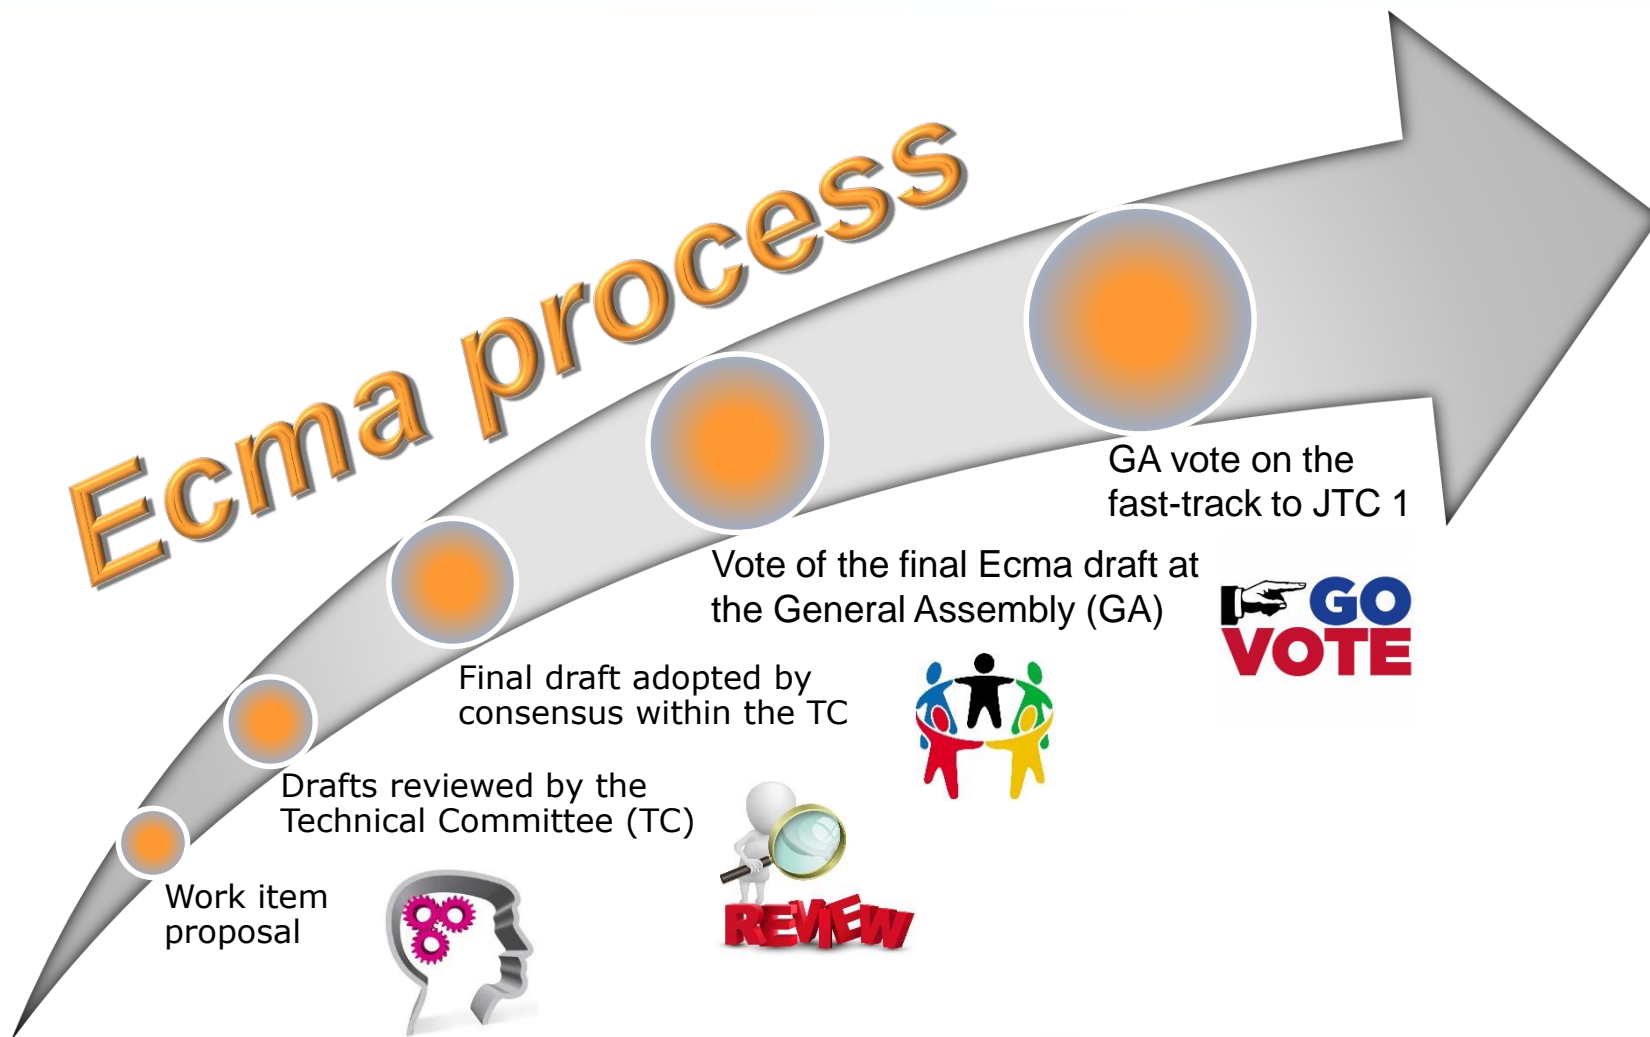 Ecma process
GA vote on the
fast-track to JTC 1
Vote of the final Ecma draft at
the General Assembly (GA)
GO
VOTE
Final draft adopted by
consensus within the TC
Drafts reviewed by the
Technical Committee (TC)
REVIEW
Work item
proposal